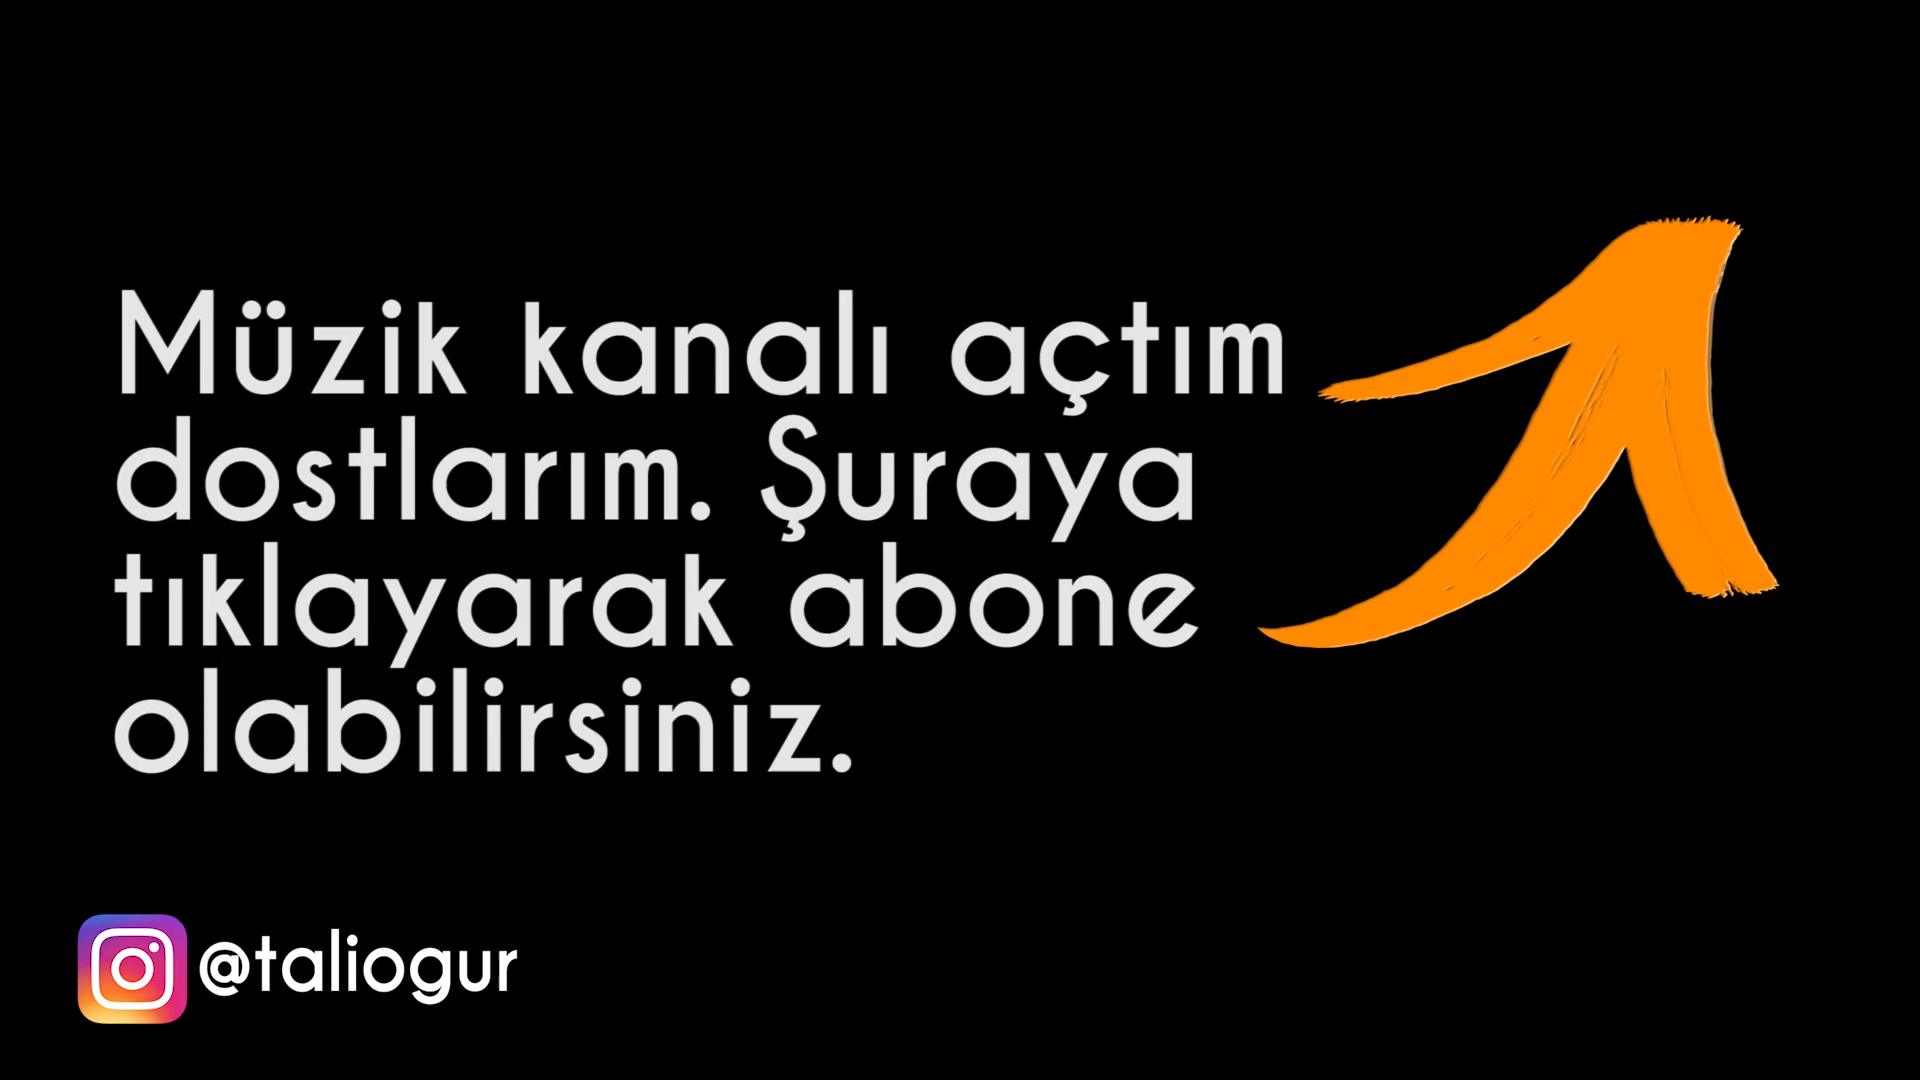 Müzik kanalı açtım
dostlarım. Şuraya
tıklayarak abone
olabilirsiniz.
@taliogur